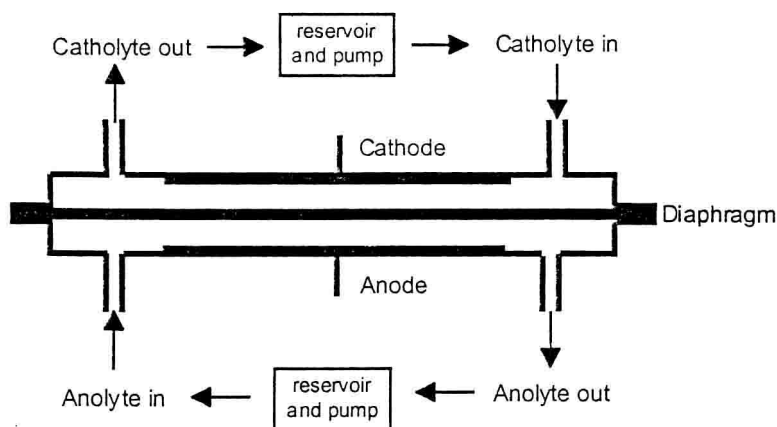 Catholyte out
reservoir
and pump
Catholyte in
Cathode
Diaphragm
Anode
Anolyte in
reservoir
and pump
Anolyte out